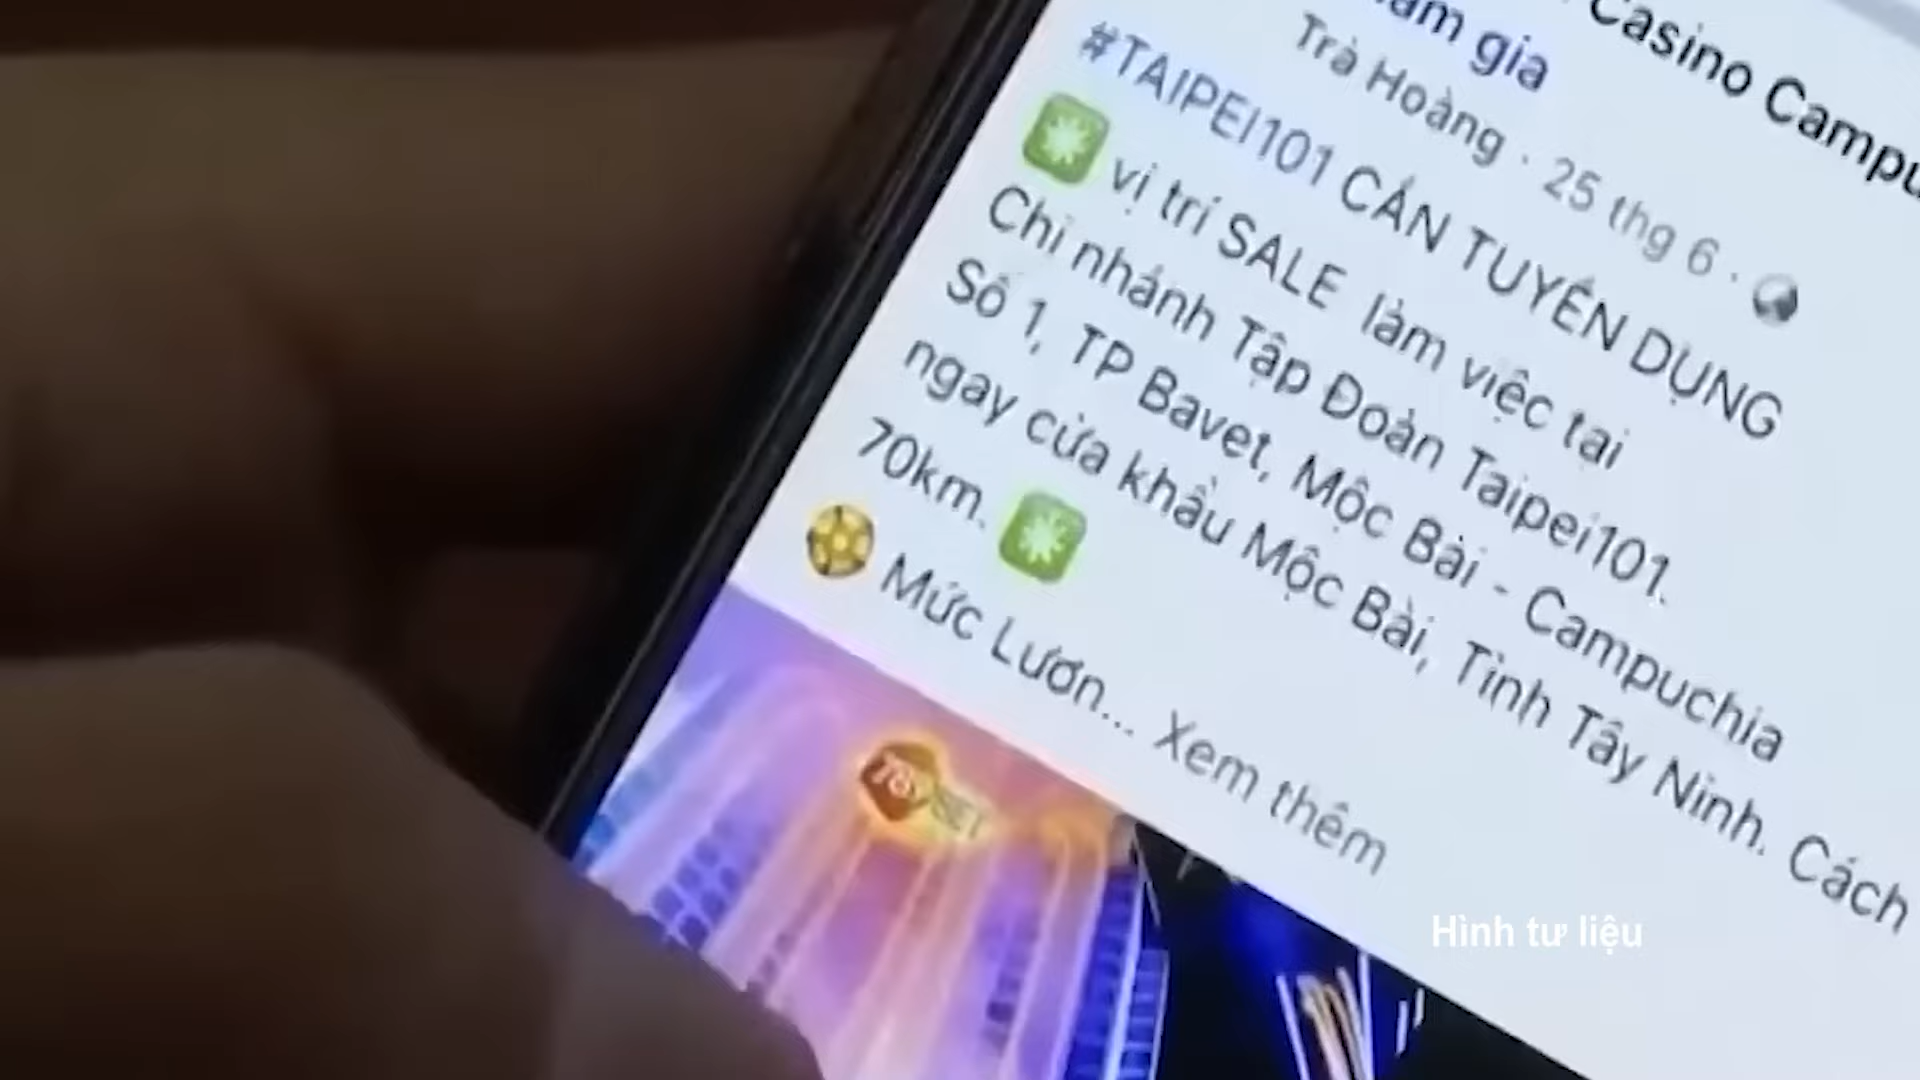 Casino Campu
gia
Trà Hoàng · 25 thg 6 ·
#TAIPEI101 CẦN TUYỂN DỤNG
vị trí SALE làm việc tại
Chi nhánh Tập Đoàn Taipei101.
Số 1, TP Bavet, Mộc Bài - Campuchia
ngay cửa khẩu Mộc Bài, Tỉnh Tây Ninh. Cách
70km.
Mức Lươn... Xem thêm
Hình tư liệu